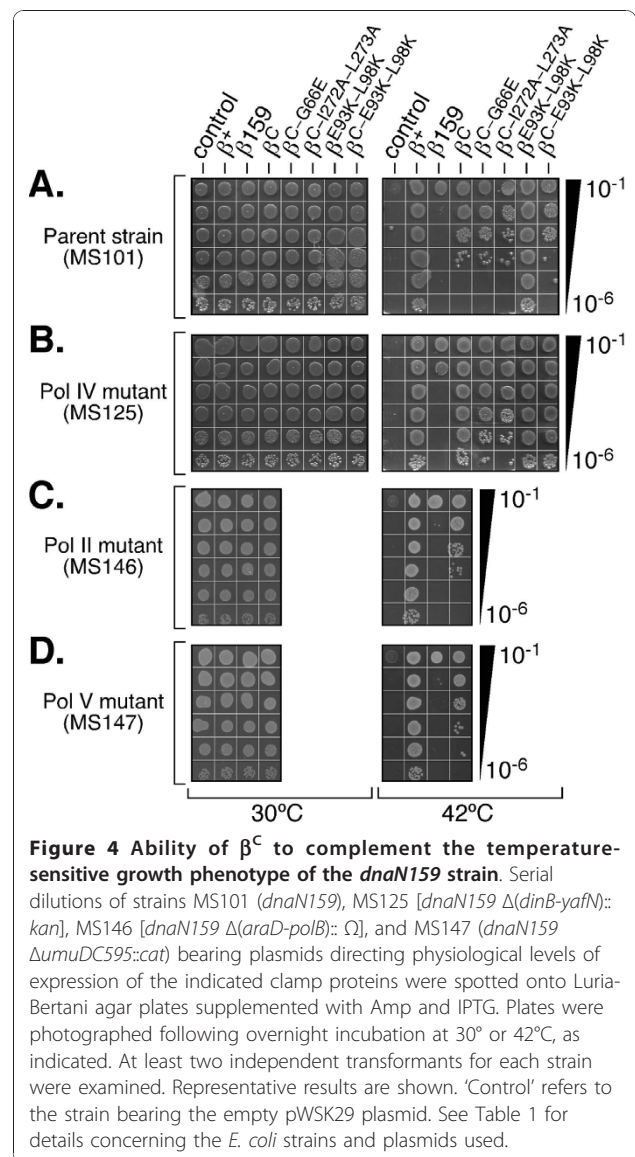 control
β+
β159
βC
βC–G66E
βC–I272A–L273A
βE93K–L98K
βC–E93K–L98K
control
β+
β159
βC
βC–G66E
βC–I272A–L273A
βE93K–L98K
βC–E93K–L98K
A.
Parent strain
(MS101)
10-1
10-6
B.
Pol IV mutant
(MS125)
10-1
10-6
C.
Pol II mutant
(MS146)
10-1
10-6
D.
Pol V mutant
(MS147)
10-1
10-6
30ºC
42ºC
Figure 4 Ability of βC to complement the temperature-
sensitive growth phenotype of the dnaN159 strain. Serial
dilutions of strains MS101 (dnaN159), MS125 [dnaN159 Δ(dinB-yafN)::
kan], MS146 [dnaN159 Δ(araD-polB):: Ω], and MS147 (dnaN159
ΔumuDC595::cat) bearing plasmids directing physiological levels of
expression of the indicated clamp proteins were spotted onto Luria-
Bertani agar plates supplemented with Amp and IPTG. Plates were
photographed following overnight incubation at 30° or 42°C, as
indicated. At least two independent transformants for each strain
were examined. Representative results are shown. ‘Control’ refers to
the strain bearing the empty pWSK29 plasmid. See Table 1 for
details concerning the E. coli strains and plasmids used.